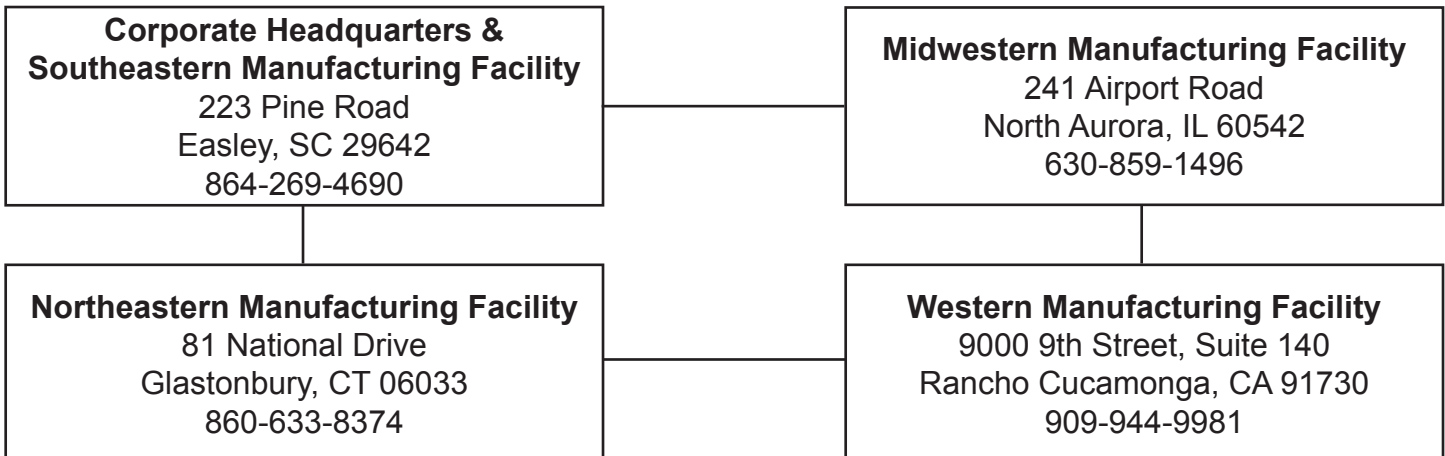 Corporate Headquarters &
Southeastern Manufacturing Facility
223 Pine Road
Easley, SC 29642
864-269-4690
Midwestern Manufacturing Facility
241 Airport Road
North Aurora, IL 60542
630-859-1496
Northeastern Manufacturing Facility
81 National Drive
Glastonbury, CT 06033
860-633-8374
Western Manufacturing Facility
9000 9th Street, Suite 140
Rancho Cucamonga, CA 91730
909-944-9981